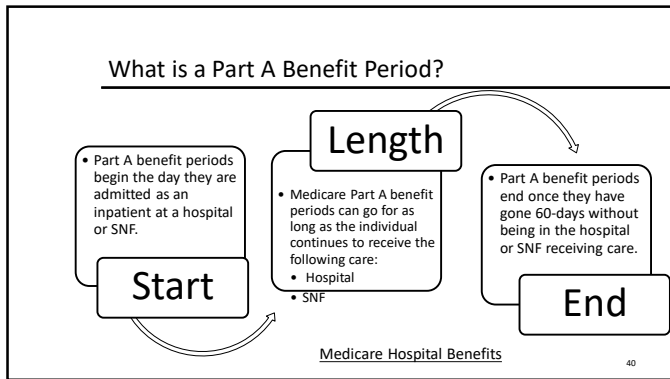 What is a Part A Benefit Period?
• Part A benefit periods
begin the day they are
admitted as an
inpatient at a hospital
or SNF.
Start
Length
• Medicare Part A benefit
periods can go for as
long as the individual
continues to receive the
following care:
• Hospital
• SNF
• Part A benefit periods
end once they have
gone 60-days without
being in the hospital
or SNF receiving care.
End
Medicare Hospital Benefits
40